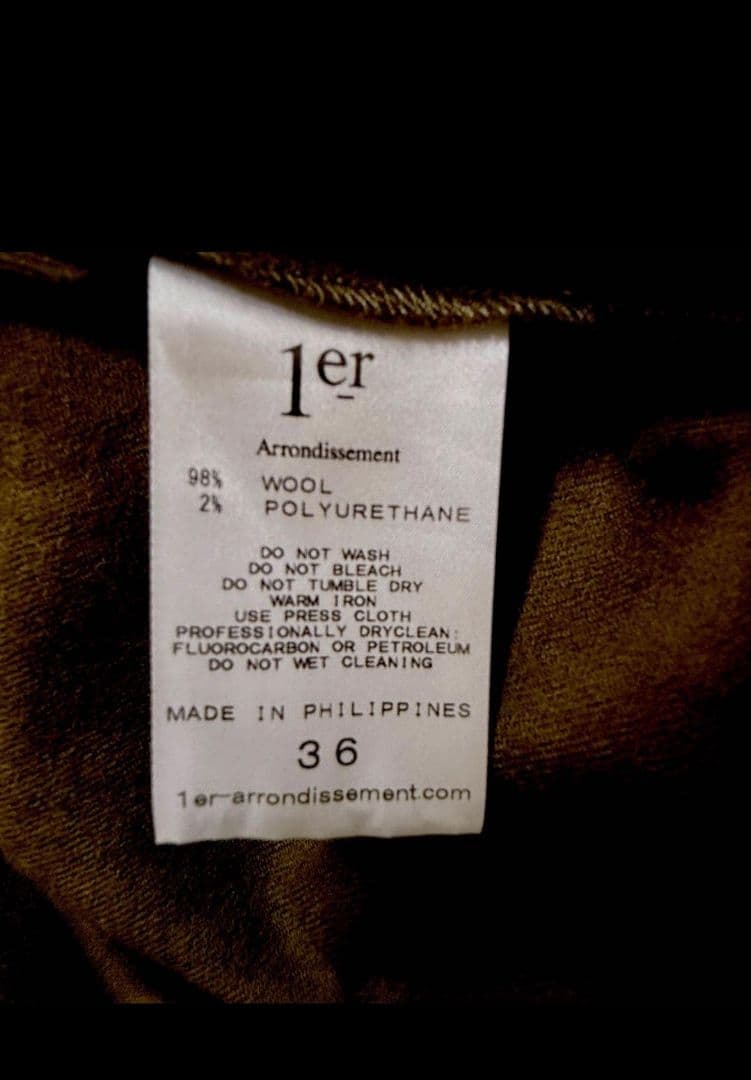 1er
Arrondissement
98% WOOL
2% POLYURETHANE
DO NOT WASH
DO NOT BLEACH
DO NOT TUMBLE DRY
WARM IRON
USE PRESS CLOTH
PROFESSIONALLY DRYCLEAN:
FLUOROCARBON OR PETROLEUM
DO NOT WET CLEANING
MADE IN PHILIPPINES
36
1er-arrondissement.com